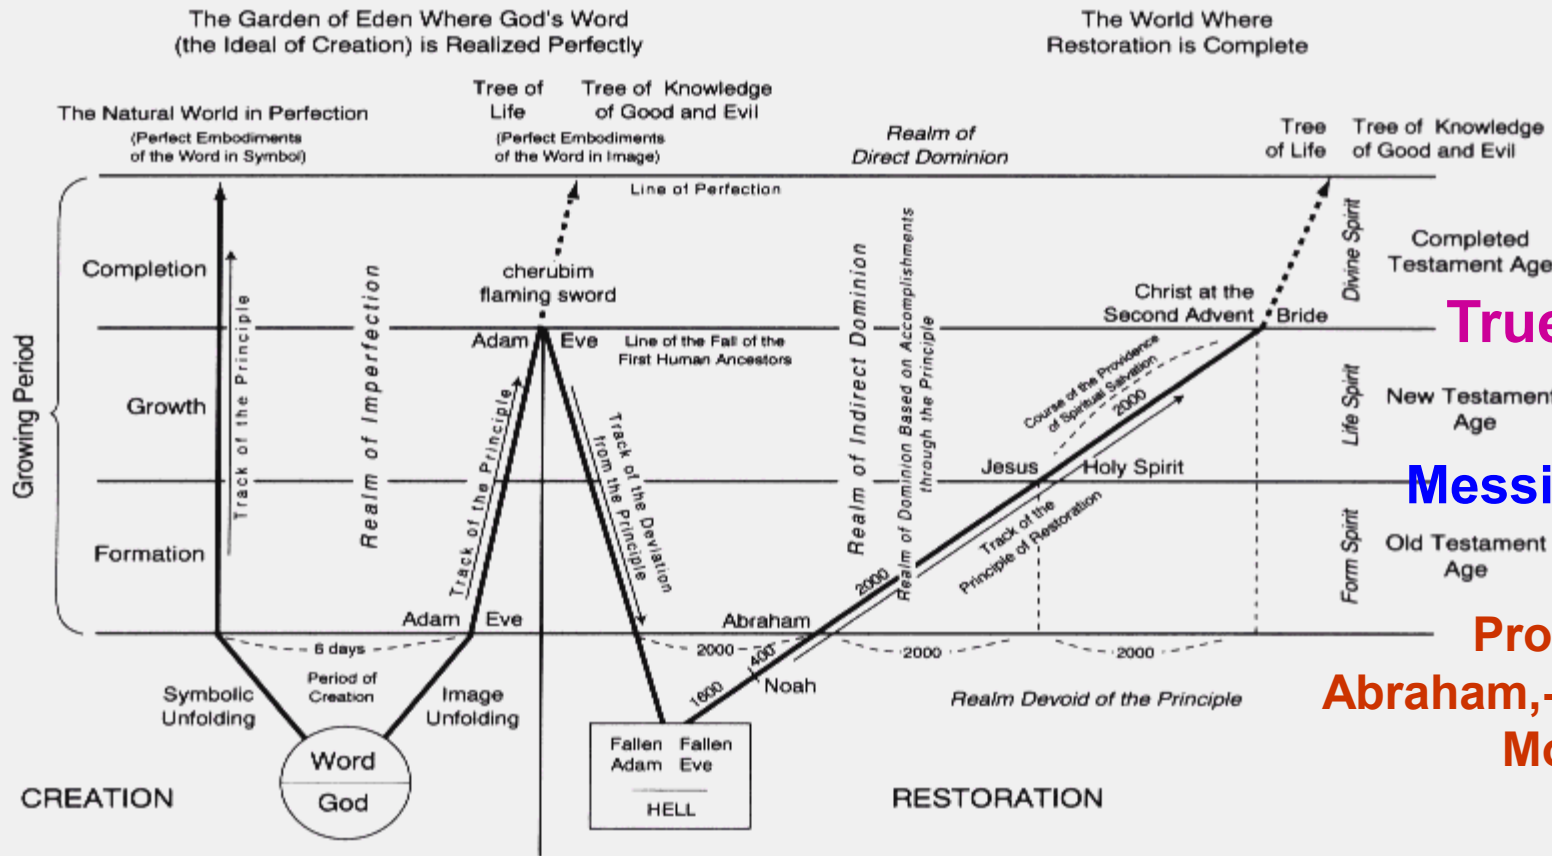 The Garden of Eden Where God's Word
(the Ideal of Creation) is Realized Perfectly
The World Where
Restoration is Complete
The Natural World in Perfection
(Perfect Embodiments
of the Word in Symbol)
Tree of
Life
Tree of Knowledge
of Good and Evil
(Perfect Embodiments
of the Word in Image)
Realm of
Direct Dominion
Tree
of Life
Tree of Knowledge
of Good and Evil
Line of Perfection
Growing Period
Completion
Growth
Formation
Track of the Principle
Realm of Imperfection
cherubim
flaming sword
Adam
Eve
Line of the Fall of the
First Human Ancestors
Track of the Principle
Track of the Deviation
from the Principle
Realm of Indirect Dominion
Realm of Dominion Based on Accomplishments
through the Principle
Christ at the
Second Advent
Bride
Course of the Providence
of Spiritual Salvation
2000
Jesus
Holy Spirit
Track of the
Principle of Restoration
2000
Divine Spirit
Life Spirit
Form Spirit
Completed
Testament Age
True
New Testament
Age
Messi
Old Testament
Age
Adam
Eve
Abraham
6 days
Period of
Creation
2000
400
1600
Noah
2000
2000
Pro
Abraham,-
Mo
Symbolic
Unfolding
Image
Unfolding
Realm Devoid of the Principle
Word
God
Fallen
Adam
Fallen
Eve
HELL
CREATION
RESTORATION